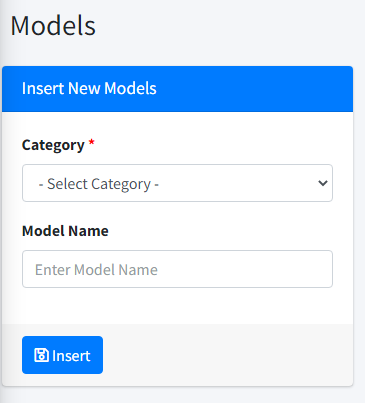 Models
Insert New Models
Category *
- Select Category -
Model Name
Enter Model Name
Insert